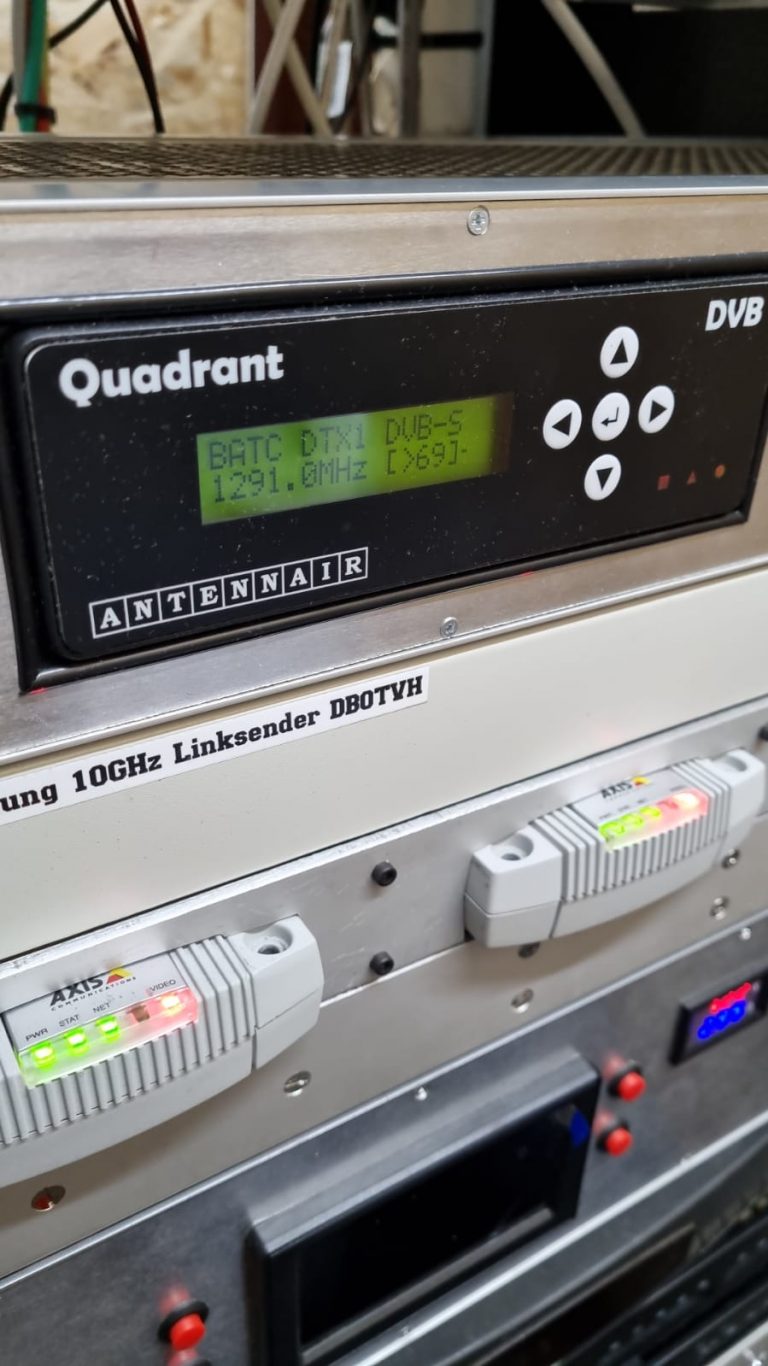 Quadrant
DVB
BATC DTX1 DVB-S
1291.0MHz [>69]-
ANTENNAIR
ung 10GHz Linksender DB0TVH
AXIS
AXIS
COMMUNICATIONS
PWR STAT NET VIDEO